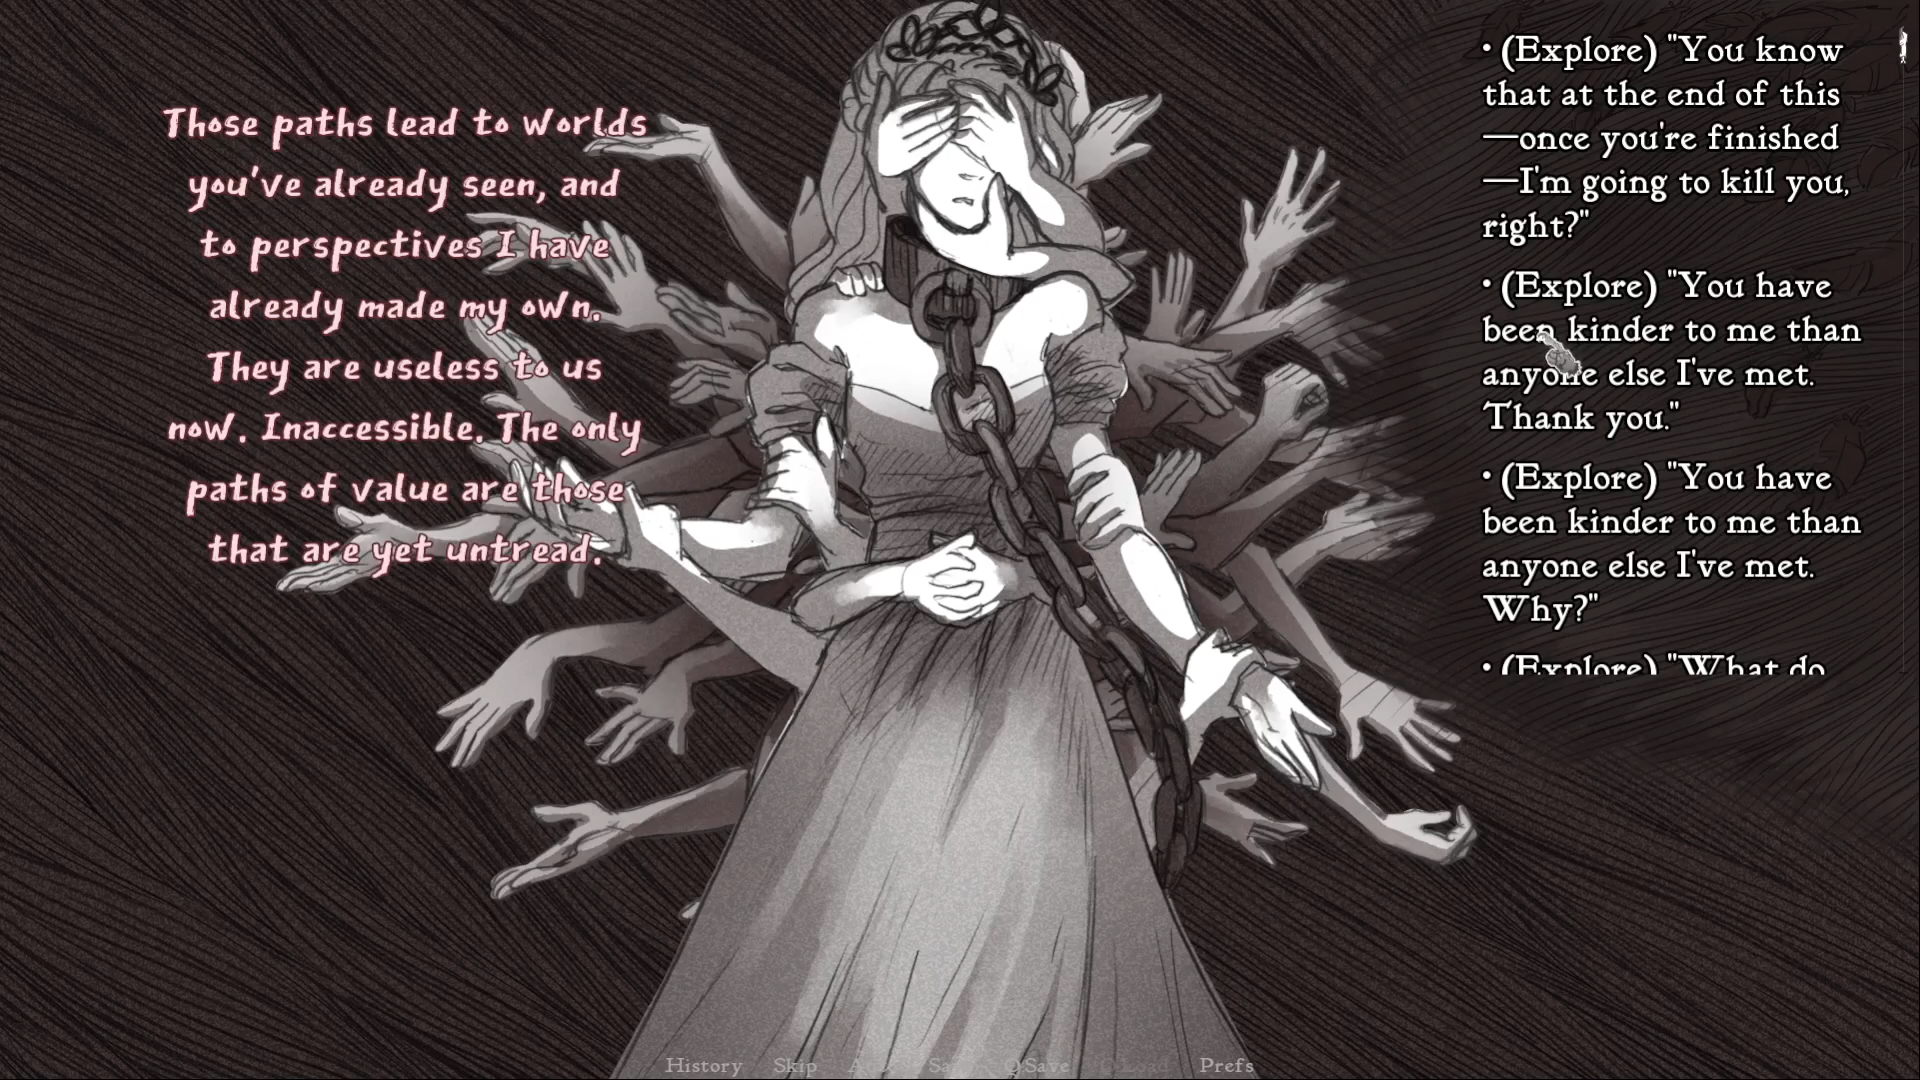 Those paths lead to worlds
you've already seen, and
to perspectives I have
already made my own.
They are useless to us
now. Inaccessible. The only
paths of value are those
that are yet untread.
• (Explore) "You know
that at the end of this
—once you're finished
—I'm going to kill you,
right?"
• (Explore) "You have
been kinder to me than
anyone else I've met.
Thank you."
• (Explore) "You have
been kinder to me than
anyone else I've met.
Why?"
• (Explore) "What do
History Skip Q.Save Prefs